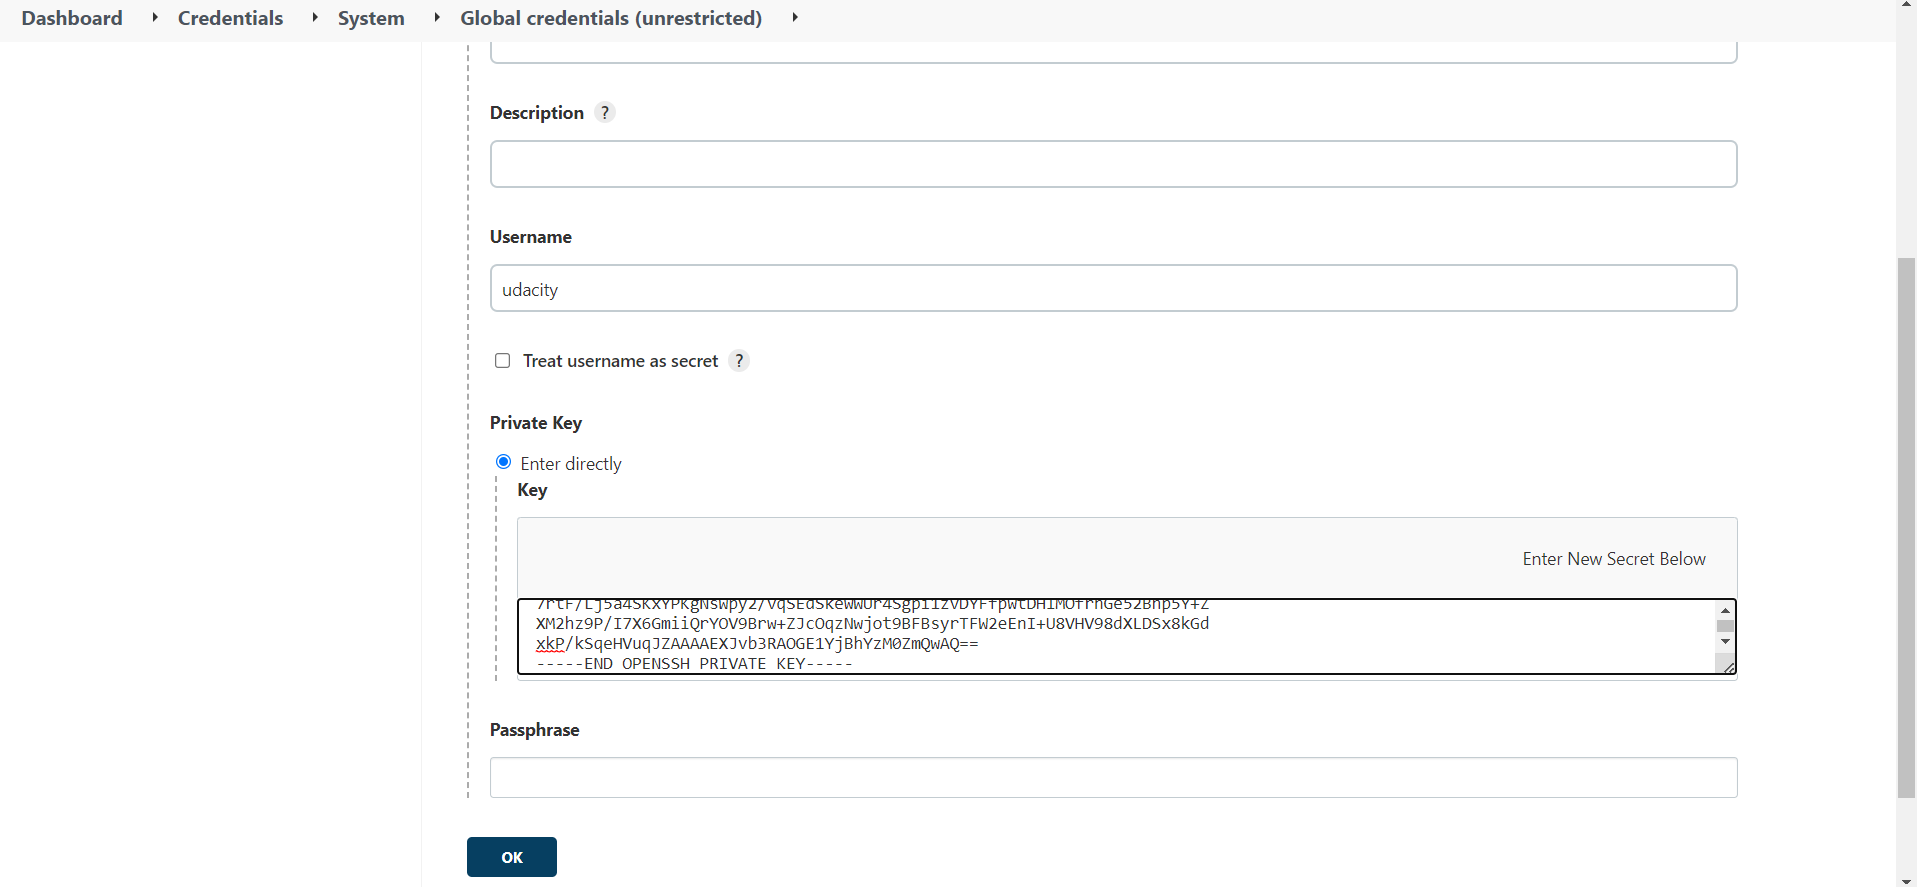 Dashboard
Credentials
System
Global credentials (unrestricted)
Description ?
Username
udacity
Treat username as secret ?
Private Key
Enter directly
Key
Enter New Secret Below
XM2hz9P/I7X6GmiiQrYOV9Brw+ZJcOqzNwjot9BFBsyrTFW2eEnI+U8VHV98dXLDSx8kGd
xkP/kSqeHVuqJZAAAAEXJvb3RAOGE1YjBhYzM0ZmQwAQ==
-----END OPENSSH PRIVATE KEY-----
Passphrase
OK